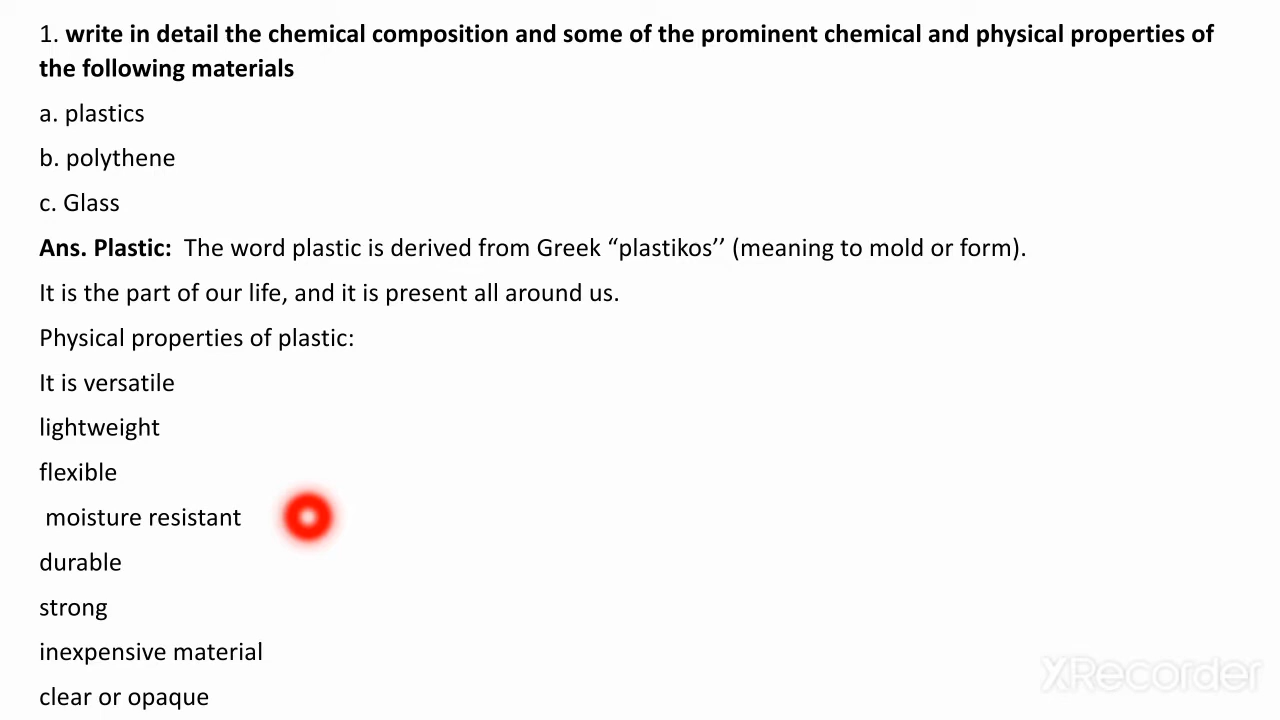 1. write in detail the chemical composition and some of the prominent chemical and physical properties of
the following materials
a. plastics
b. polythene
c. Glass
Ans. Plastic: The word plastic is derived from Greek “plastikos’’ (meaning to mold or form).
It is the part of our life, and it is present all around us.
Physical properties of plastic:
It is versatile
lightweight
flexible
moisture resistant
durable
strong
inexpensive material
clear or opaque
XRecorder